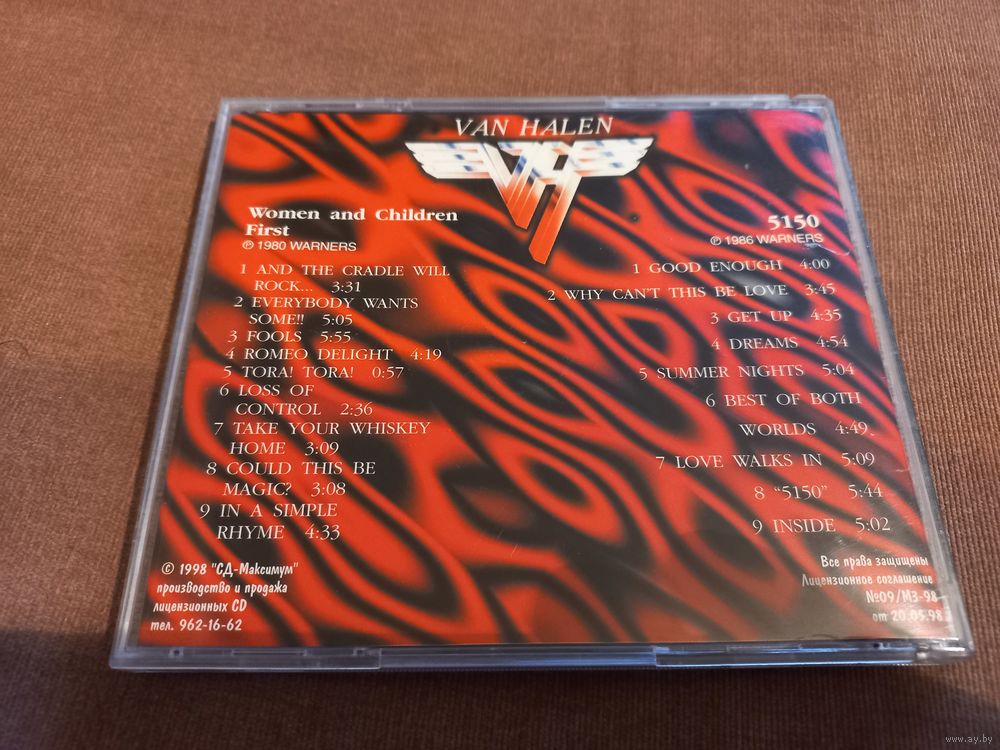 VAN HALEN
VH
Women and Children
First
℗ 1980 WARNERS
1 AND THE CRADLE WILL
ROCK... 3:31
2 EVERYBODY WANTS
SOME!! 5:05
3 FOOLS 5:55
4 ROMEO DELIGHT 4:19
5 TORA! TORA! 0:57
6 LOSS OF
CONTROL 2:36
7 TAKE YOUR WHISKEY
HOME 3:09
8 COULD THIS BE
MAGIC? 3:08
9 IN A SIMPLE
RHYME 4:33
5150
℗ 1986 WARNERS
1 GOOD ENOUGH 4:00
2 WHY CAN'T THIS BE LOVE 3:45
3 GET UP 4:35
4 DREAMS 4:54
5 SUMMER NIGHTS 5:04
6 BEST OF BOTH
WORLDS 4:49
7 LOVE WALKS IN 5:09
8 "5150" 5:44
9 INSIDE 5:02
© 1998 "СД-Максимум"
производство и продажа
лицензионных CD
тел. 962-16-62
Все права защищены
Лицензионное соглашение
№09/МЗ-98
от 20.05.98
www.ay.by